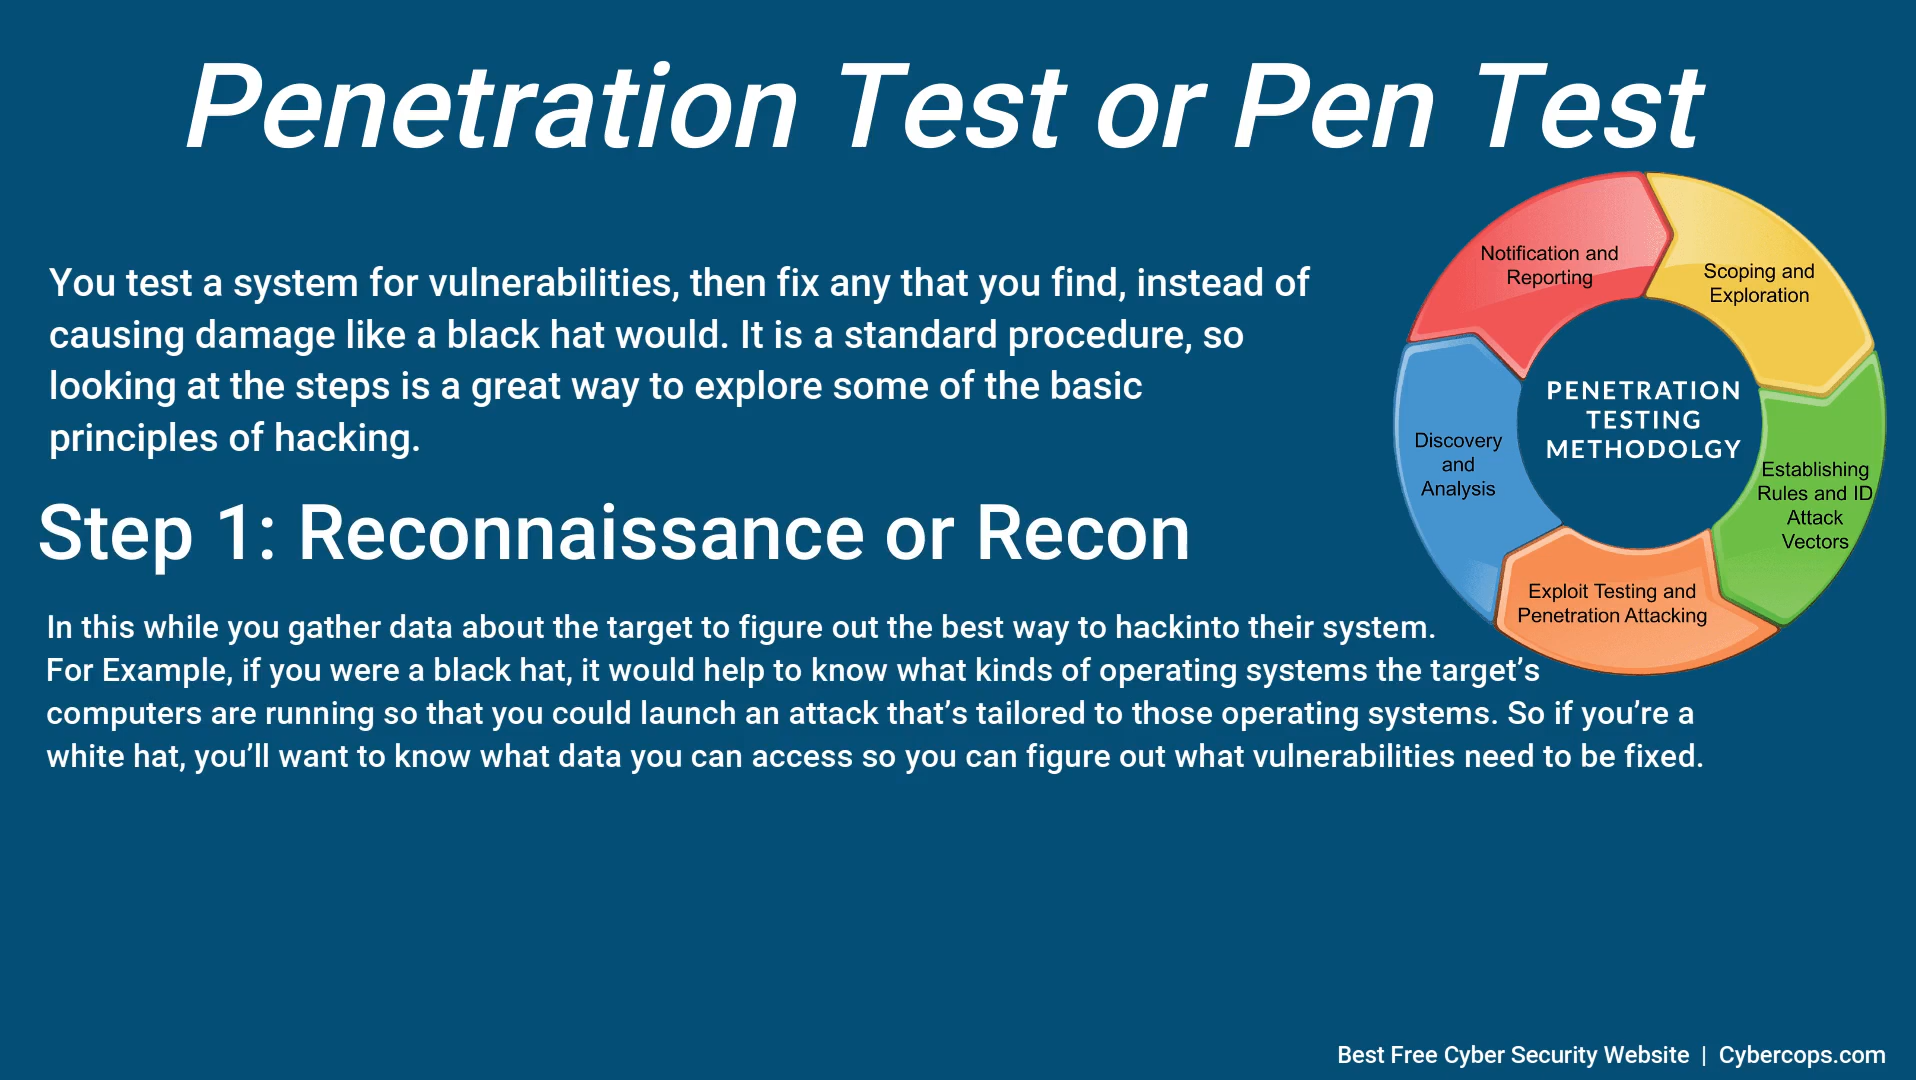 Penetration Test or Pen Test
You test a system for vulnerabilities, then fix any that you find, instead of
causing damage like a black hat would. It is a standard procedure, so
looking at the steps is a great way to explore some of the basic
principles of hacking.
Step 1: Reconnaissance or Recon
In this while you gather data about the target to figure out the best way to hackinto their system.
For Example, if you were a black hat, it would help to know what kinds of operating systems the target’s
computers are running so that you could launch an attack that’s tailored to those operating systems. So if you’re a
white hat, you’ll want to know what data you can access so you can figure out what vulnerabilities need to be fixed.
Notification and
Reporting
Scoping and
Exploration
Establishing
Rules and ID
Attack
Vectors
Exploit Testing and
Penetration Attacking
Discovery
and
Analysis
PENETRATION
TESTING
METHODOLGY
Best Free Cyber Security Website | Cybercops.com